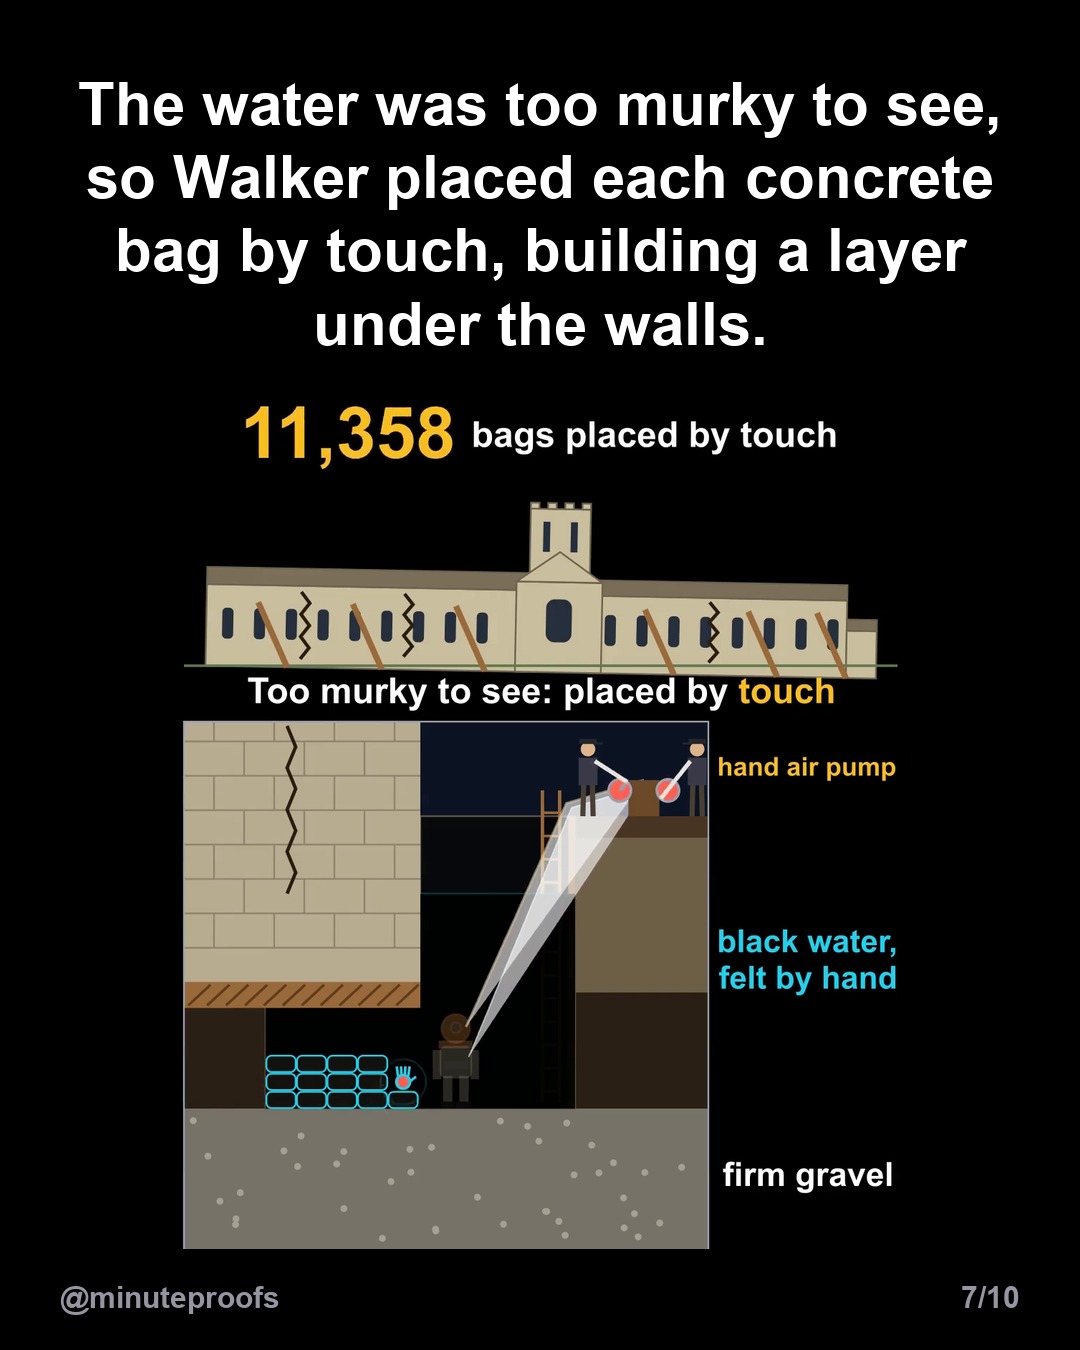 The water was too murky to see,
so Walker placed each concrete
bag by touch, building a layer
under the walls.
11,358 bags placed by touch
Too murky to see: placed by touch
hand air pump
black water,
felt by hand
firm gravel
@minuteproofs
7/10